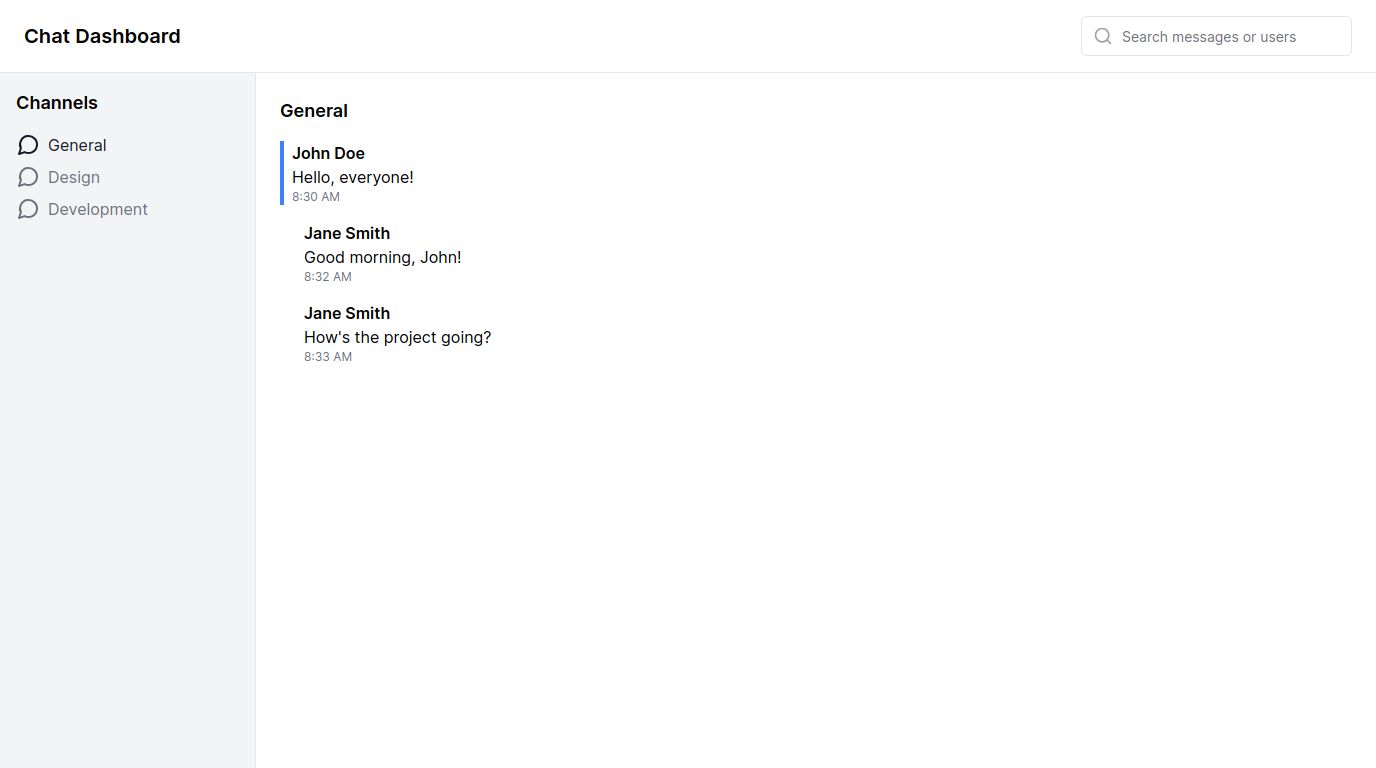 Chat Dashboard
Search messages or users
Channels
General
Design
Development
General
John Doe
Hello, everyone!
8:30 AM
Jane Smith
Good morning, John!
8:32 AM
Jane Smith
How's the project going?
8:33 AM